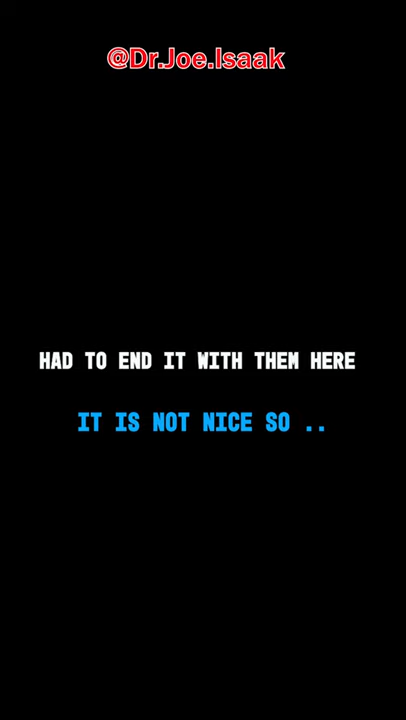 @Dr.Joe.Isaak
HAD TO END IT WITH THEM HERE
IT IS NOT NICE SO ..